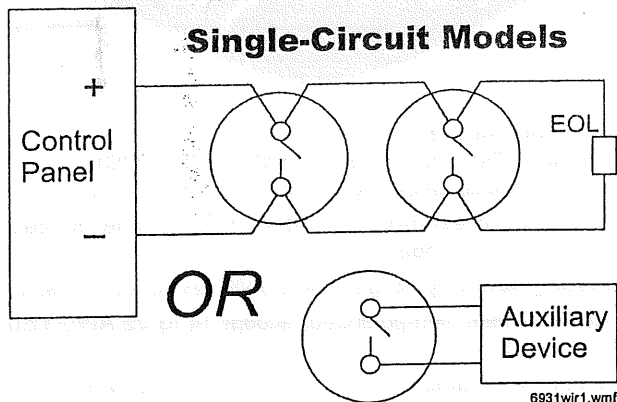 Single-Circuit Models
+
Control
Panel
EOL
−
OR
Auxiliary
Device
6931wir1.wmf